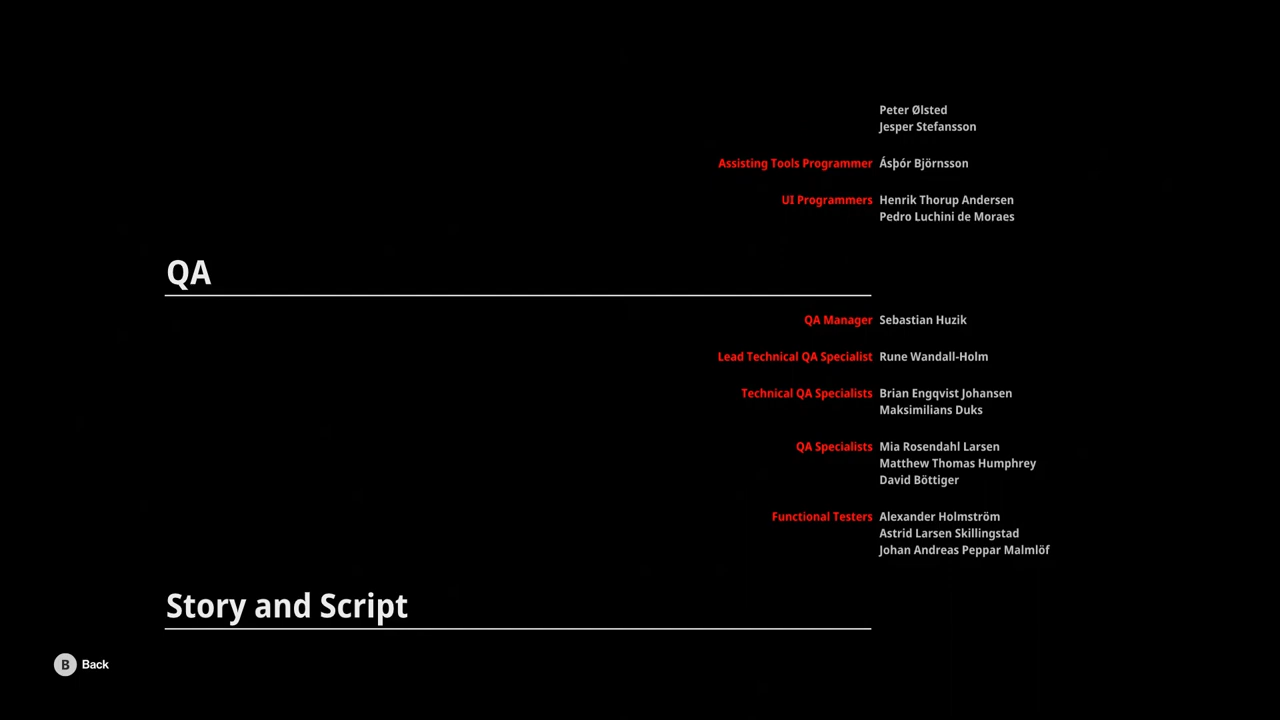 Peter Ølsted
Jesper Stefansson
Assisting Tools Programmer Ásþór Björnsson
UI Programmers Henrik Thorup Andersen
Pedro Luchini de Moraes
QA
QA Manager Sebastian Huzik
Lead Technical QA Specialist Rune Wandall-Holm
Technical QA Specialists Brian Engqvist Johansen
Maksimilians Duks
QA Specialists Mia Rosendahl Larsen
Matthew Thomas Humphrey
David Böttiger
Functional Testers Alexander Holmström
Astrid Larsen Skillingstad
Johan Andreas Peppar Malmlöf
Story and Script
B Back